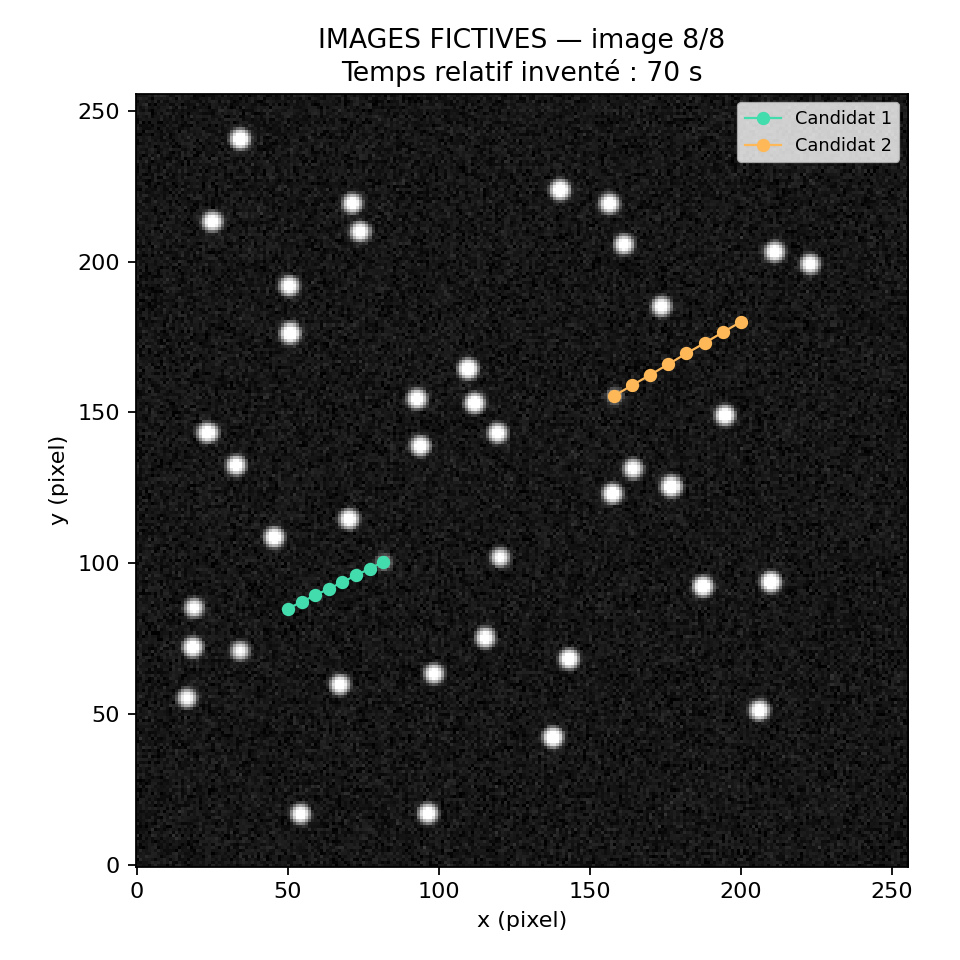 IMAGES FICTIVES — image 8/8
Temps relatif inventé : 70 s
Candidat 1
Candidat 2
250
200
150
100
50
0
y (pixel)
0 50 100 150 200 250
x (pixel)